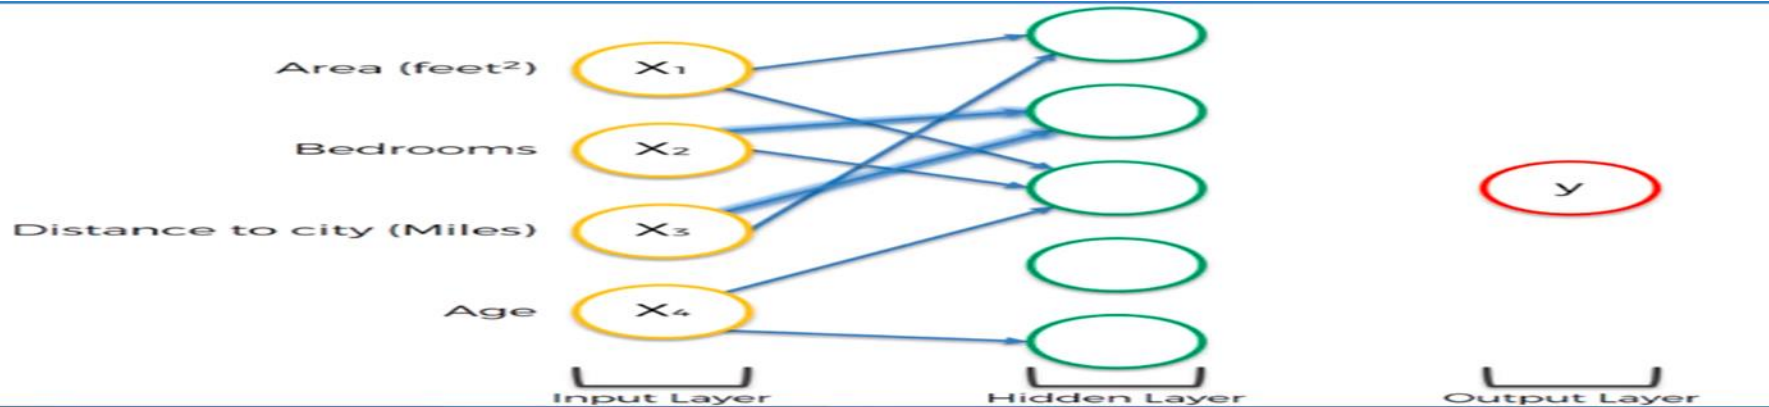 Area (feet²) X₁
Bedrooms X₂
Distance to city (Miles) X₃
Age X₄
y
Input Layer Hidden Layer Output Layer